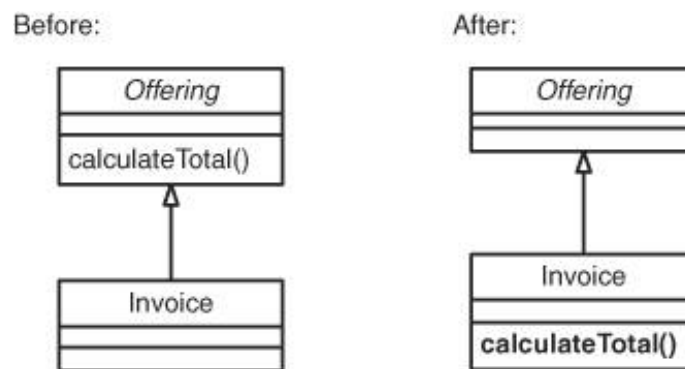 Before:
Offering
calculateTotal()
Invoice
After:
Offering
Invoice
calculateTotal()